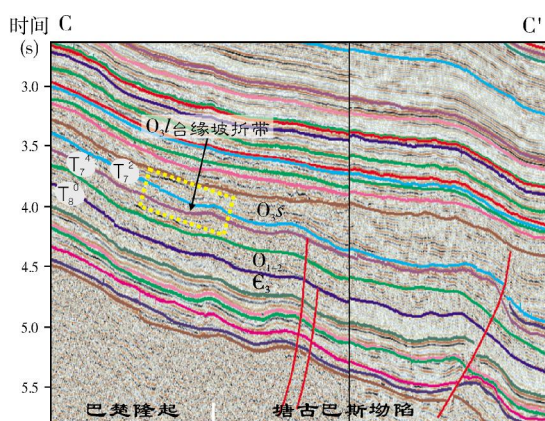 时间 C C'
(s)
3.0
3.5
O₃l台缘坡折带
T₇⁴ T₇²
T₈⁰
4.0
O₃s
4.5
O₁₋₂
Є₃
5.0
5.5
巴楚隆起 塘古巴斯坳陷